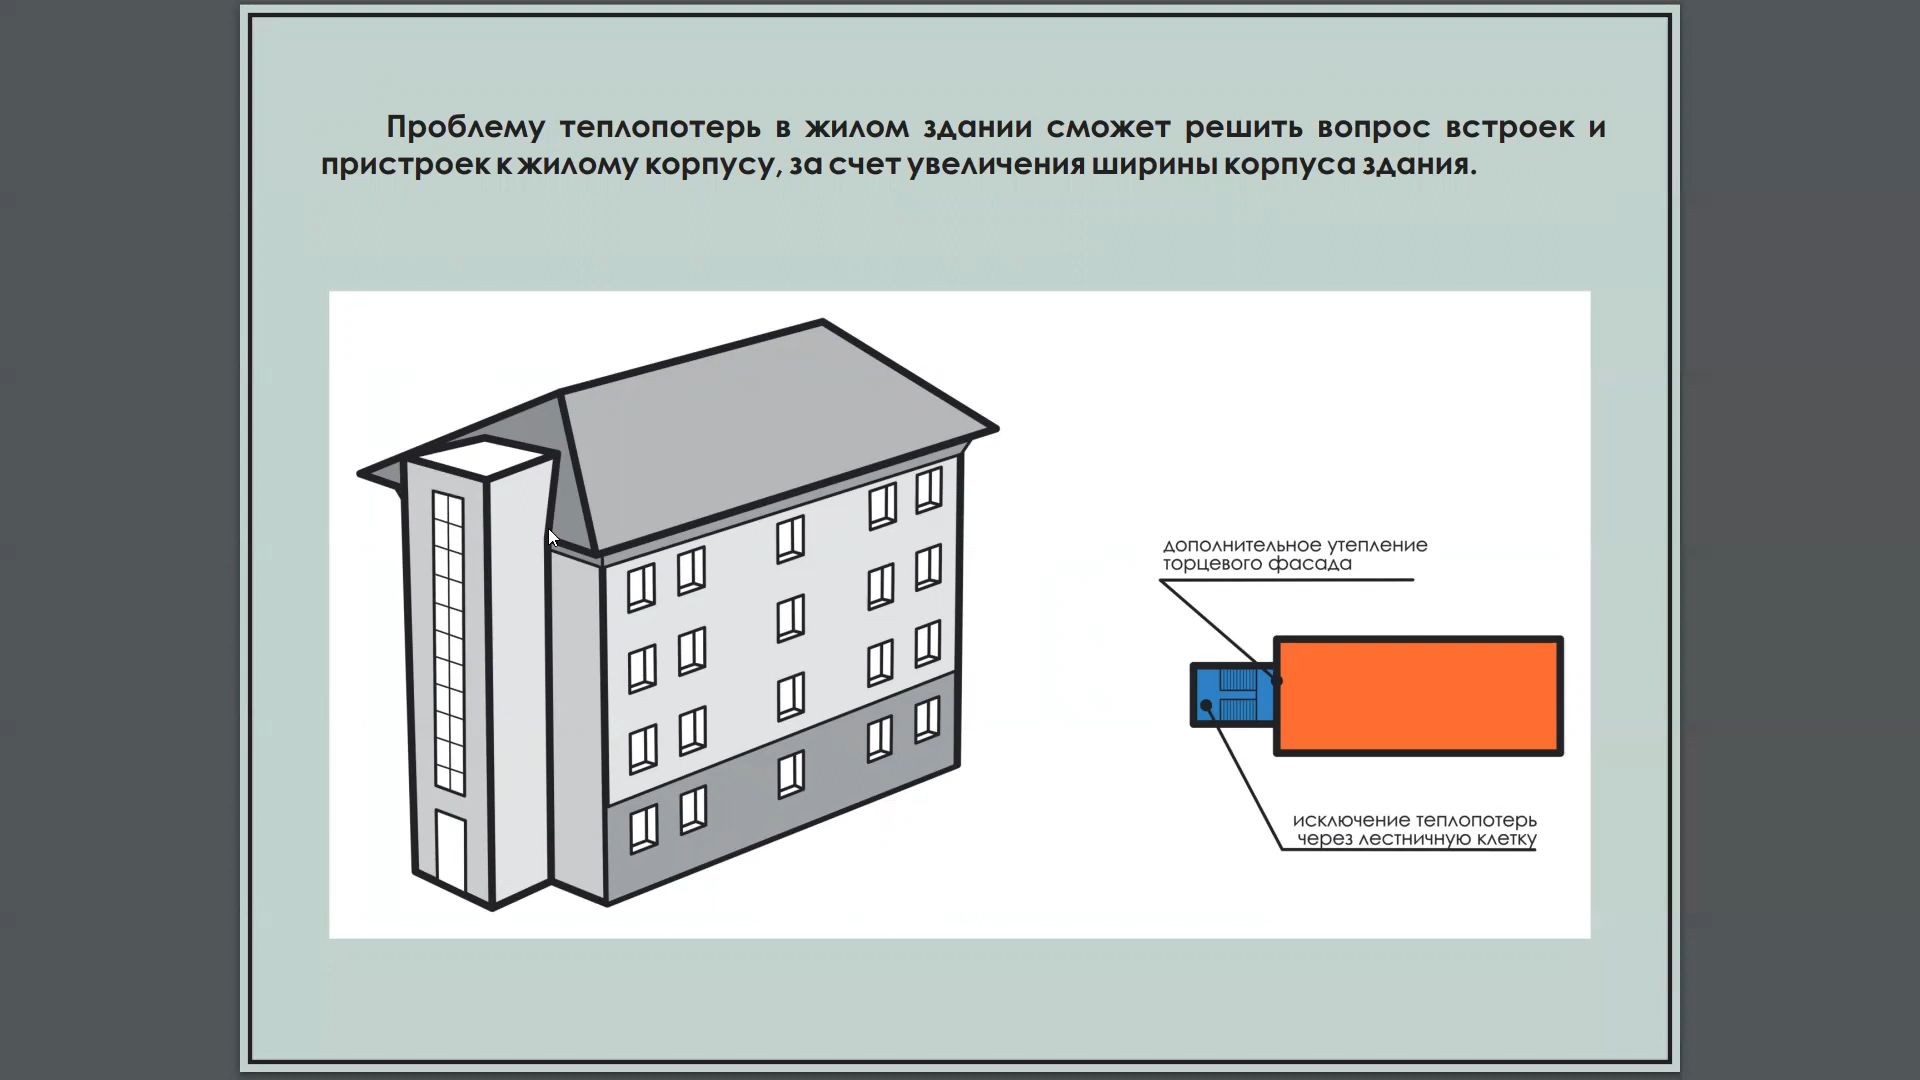 Проблему теплопотерь в жилом здании сможет решить вопрос встроек и
пристроек к жилому корпусу, за счет увеличения ширины корпуса здания.
дополнительное утепление
торцевого фасада
исключение теплопотерь
через лестничную клетку